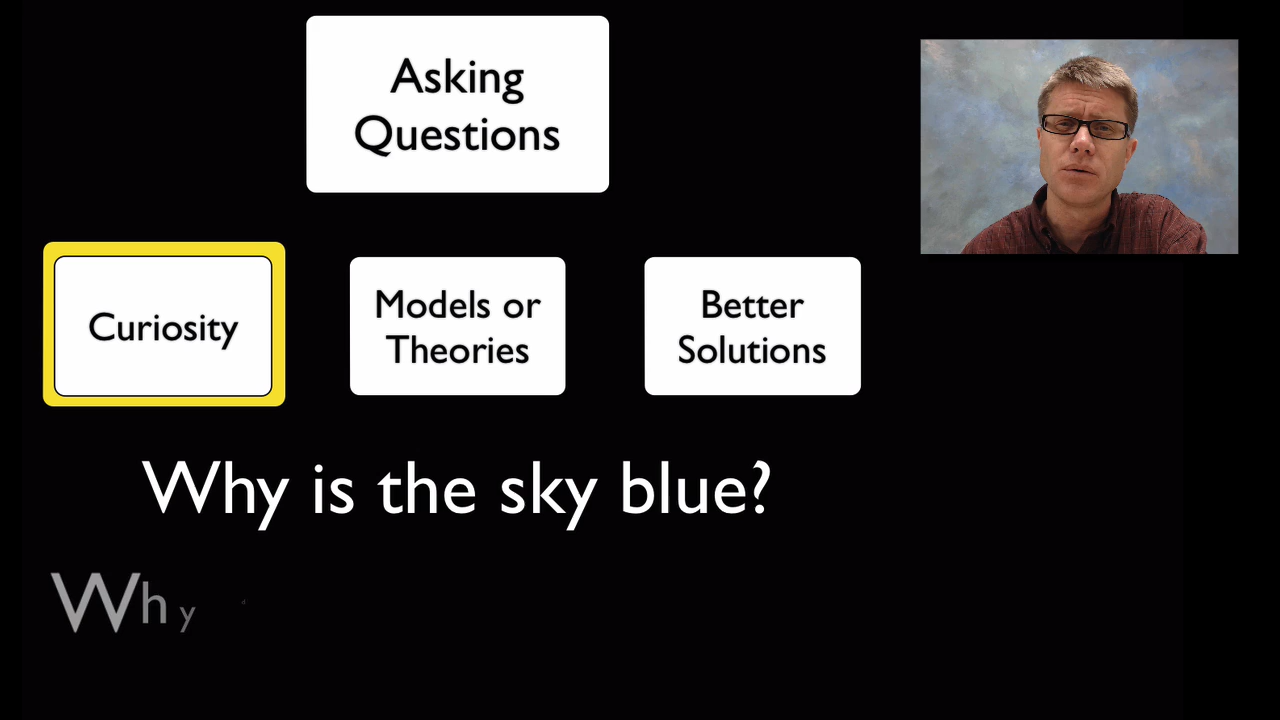 Asking
Questions
Curiosity
Models or
Theories
Better
Solutions
Why is the sky blue?
Why